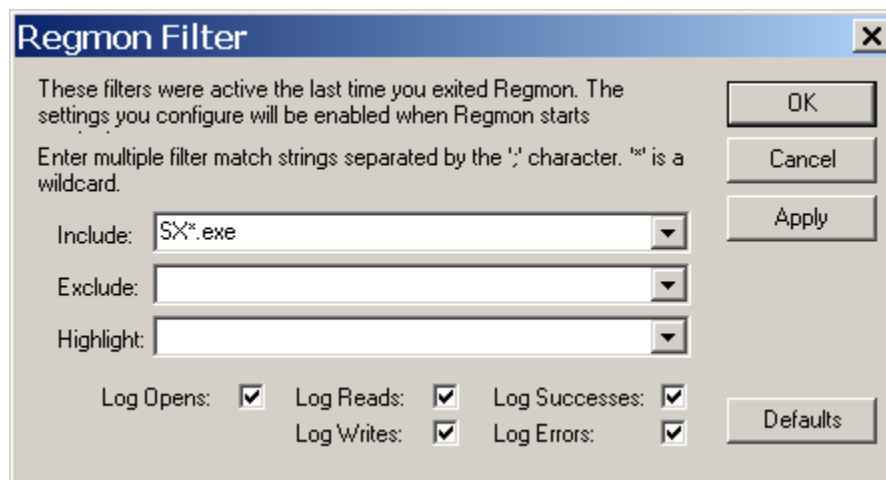 Regmon Filter
These filters were active the last time you exited Regmon. The
settings you configure will be enabled when Regmon starts
Enter multiple filter match strings separated by the ';' character. '*' is a
wildcard.
OK
Cancel
Apply
Include: SX*.exe
Exclude:
Highlight:
Log Opens: Log Reads: Log Successes:
Log Writes: Log Errors:
Defaults